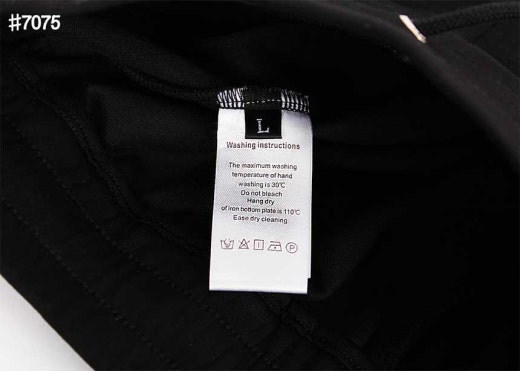 #7075
L
Washing instructions
The maximum washing
temperature of hand
washing is 30℃
Do not bleach
Hang dry
of iron bottom plate is 110℃
Ease dry cleaning